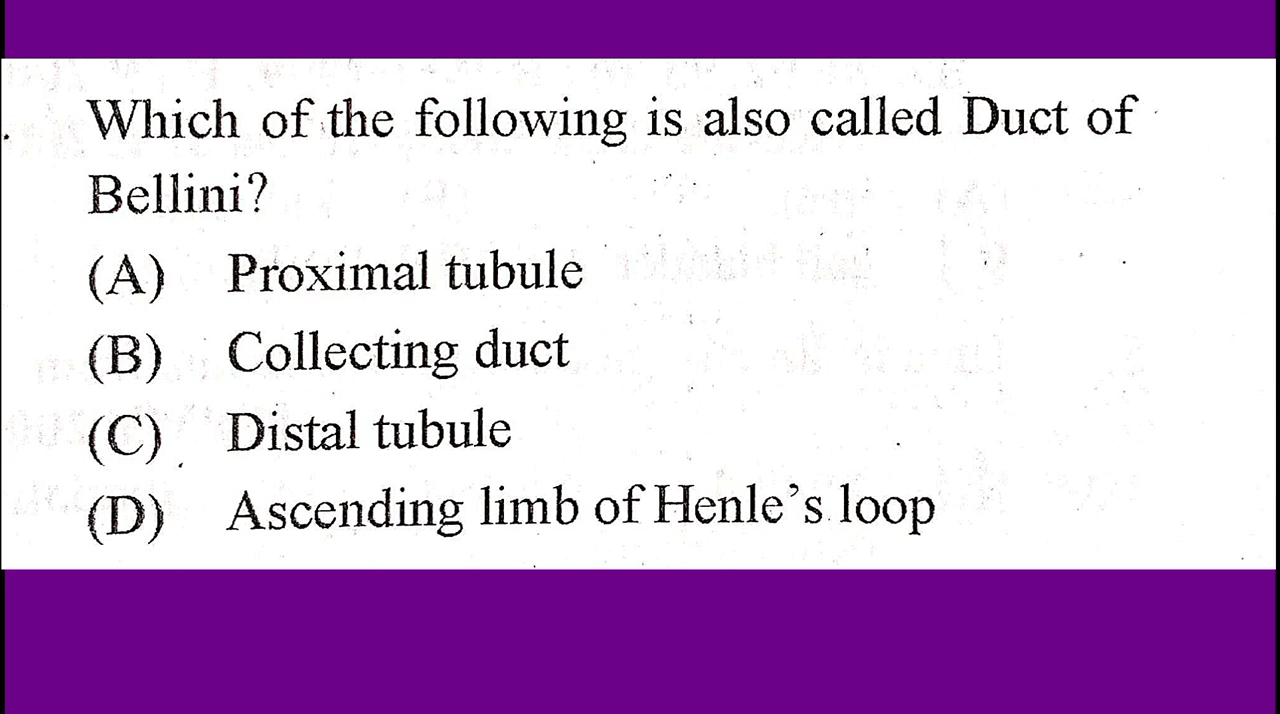 Which of the following is also called Duct of
Bellini?
(A) Proximal tubule
(B) Collecting duct
(C) Distal tubule
(D) Ascending limb of Henle's loop